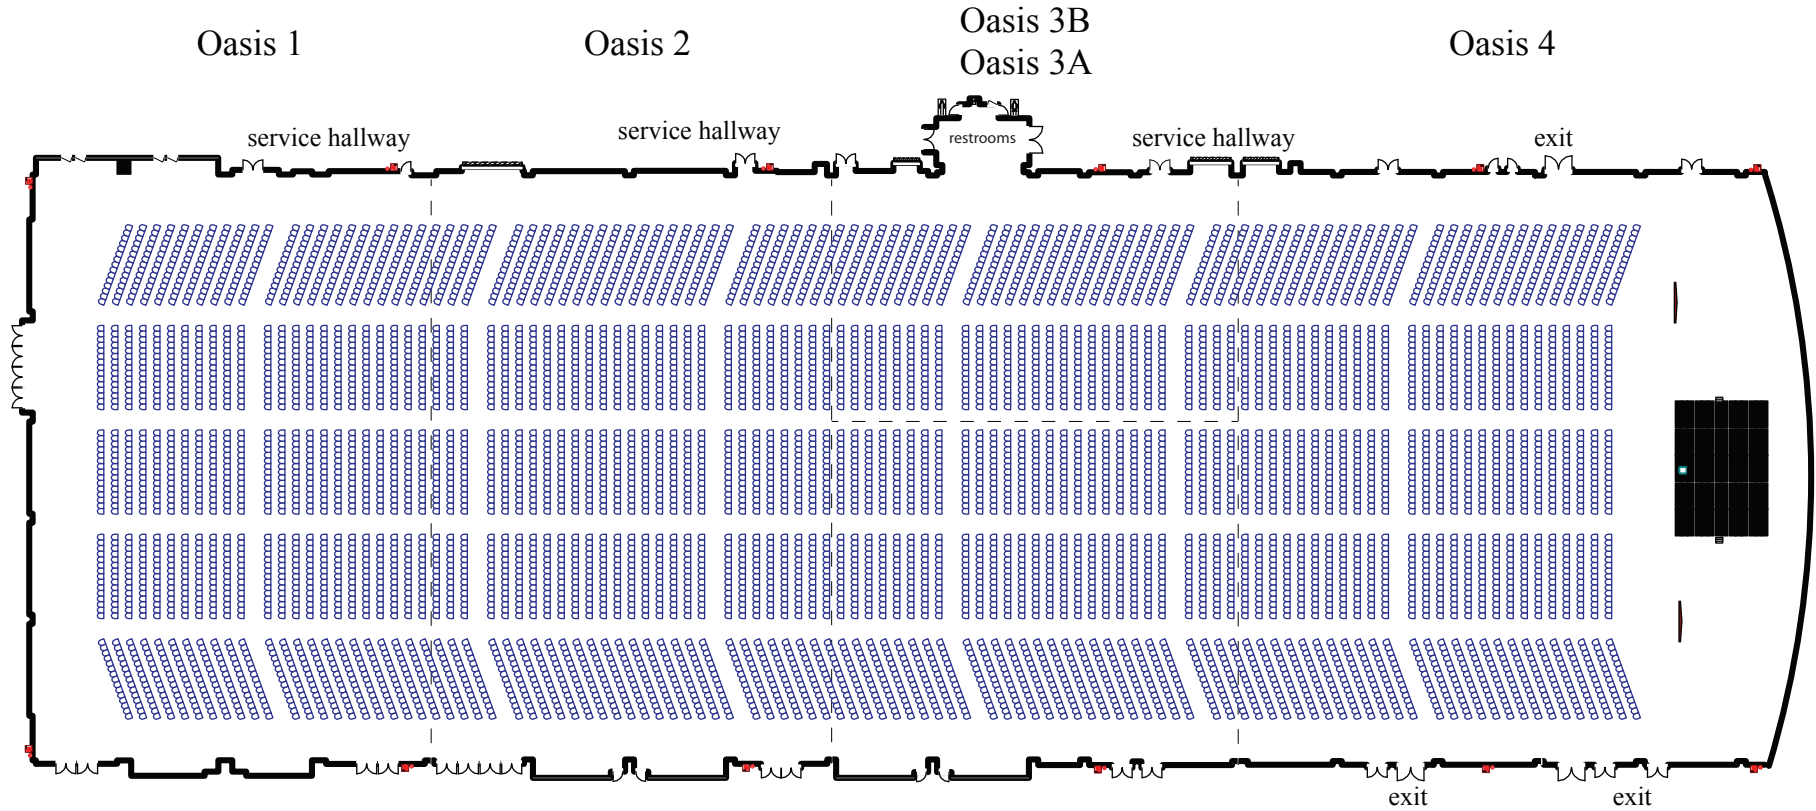 Oasis 1
Oasis 2
Oasis 3B
Oasis 3A
Oasis 4
service hallway
service hallway
restrooms
service hallway
exit
exit
exit